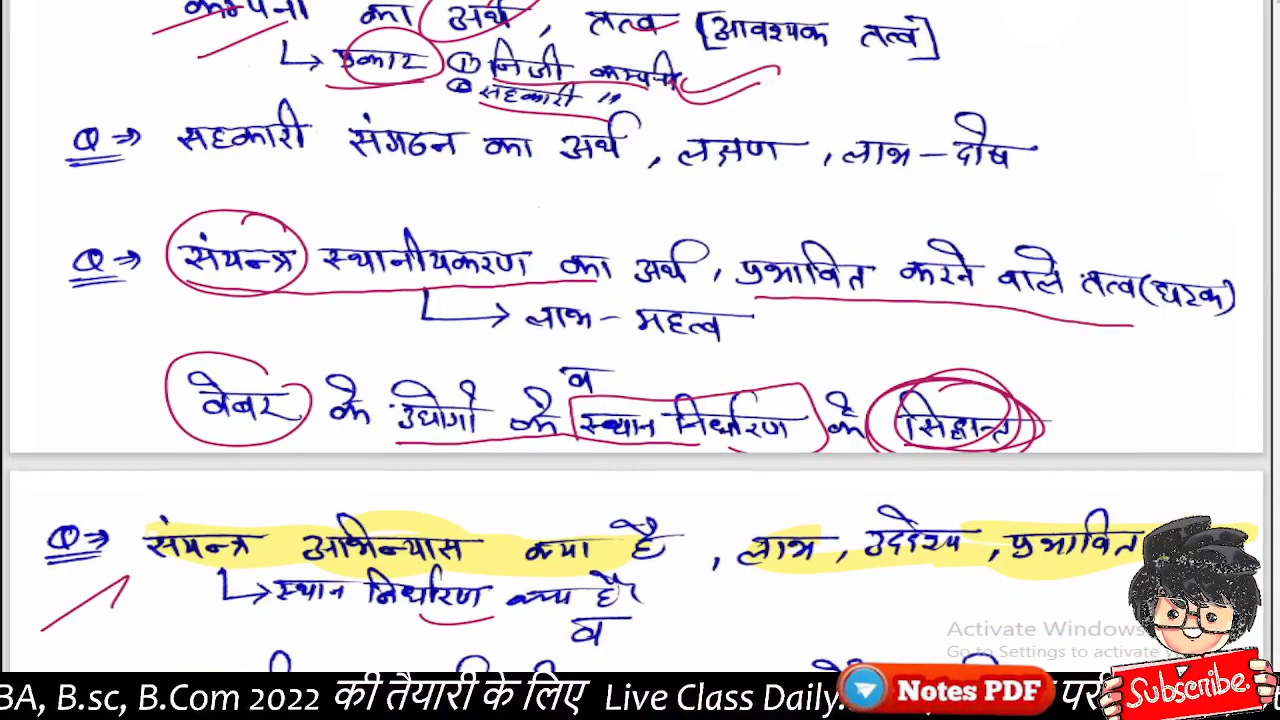 कम्पनी का अर्थ, तत्व [आवश्यक तत्व]
↳ प्रकार ① निजी कम्पनी
② सहकारी "
Q ⇒ सहकारी संगठन का अर्थ, लक्षण, लाभ - दोष
Q ⇒ संयन्त्र स्थानीयकरण का अर्थ, प्रभावित करने वाले तत्व (घटक)
↳ लाभ - महत्व
व
वेबर के उद्योगों के स्थान निर्धारण के सिद्धान्त
Q ⇒ संयन्त्र अभिन्यास क्या है, लाभ, उद्देश्य, प्रभावित
↳ स्थान निर्धारण क्या है।
व
Activate Windows
Go to Settings to activate W
BA, B.sc, B.Com 2022 की तैयारी के लिए Live Class Daily.
Notes PDF
Subscribe.